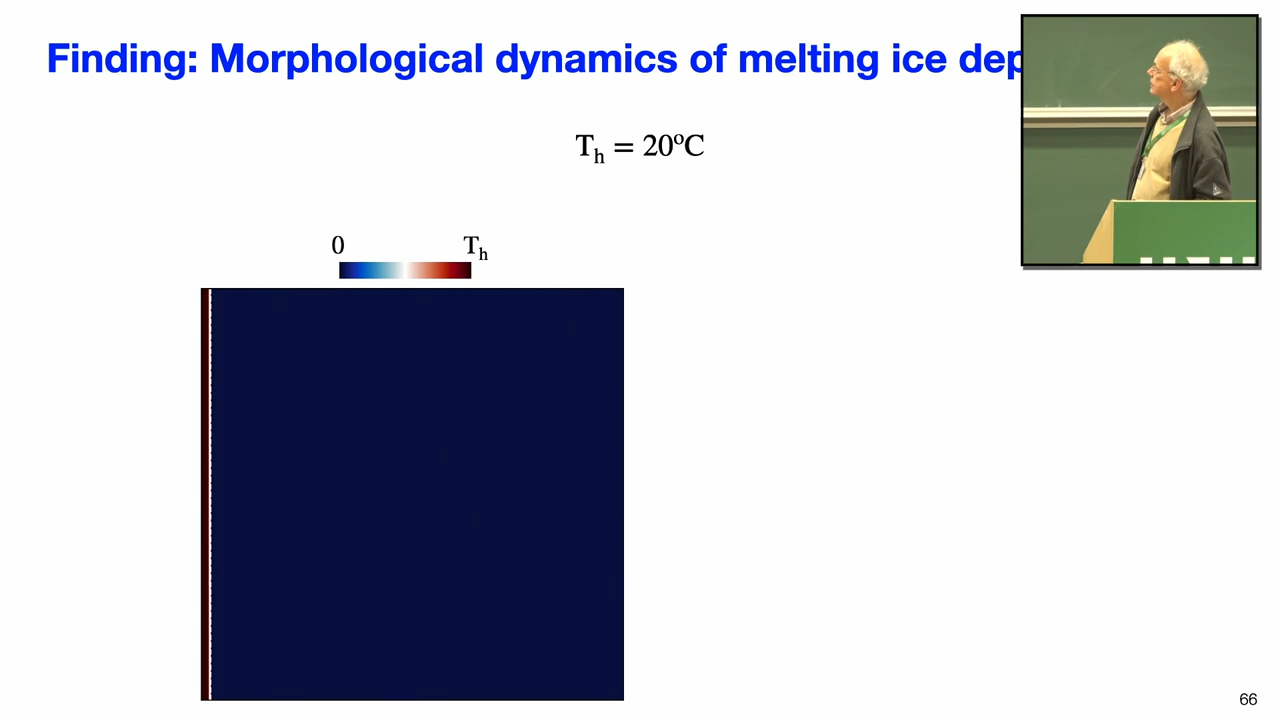 Finding: Morphological dynamics of melting ice dep
Tₕ = 20ºC
0 Tₕ
66